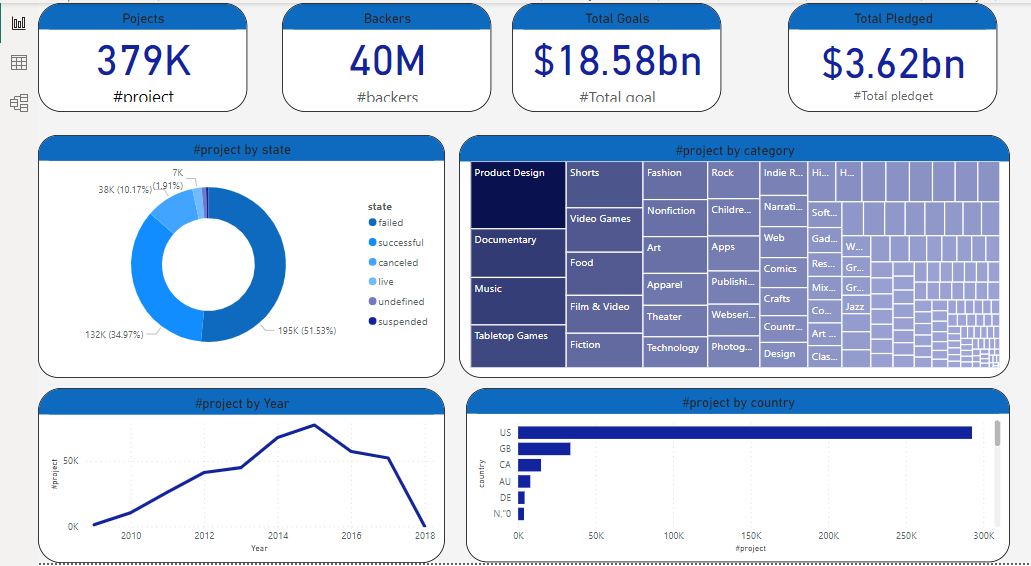 Pojects
379K
#project
Backers
40M
#backers
Total Goals
$18.58bn
#Total goal
Total Pledged
$3.62bn
#Total pledget
#project by state
7K
(1.91%)
38K (10.17%)
132K (34.97%)
195K (51.53%)
state
failed
successful
canceled
live
undefined
suspended
#project by category
Product Design
Documentary
Music
Tabletop Games
Shorts
Video Games
Food
Film & Video
Fiction
Fashion
Nonfiction
Art
Apparel
Theater
Technology
Rock
Childre...
Apps
Publishi...
Webseri...
Photog...
Indie R...
Narrati...
Web
Comics
Crafts
Countr...
Design
Hi...
Soft...
Gad...
Res...
Mix...
Co...
Art ...
Clas...
H...
W...
Gr...
Gr...
Jazz
#project by Year
#project
50K
0K
2010
2012
2014
2016
2018
Year
#project by country
country
US
GB
CA
AU
DE
N,"0
0K
50K
100K
150K
200K
250K
300K
#project